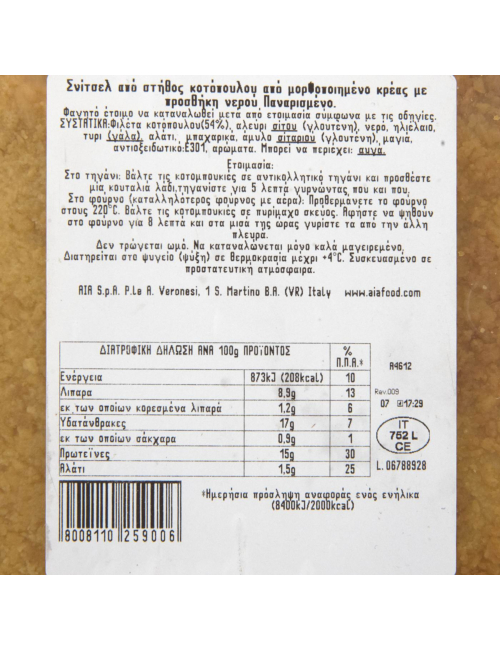 Σνίτσελ από στήθος κοτόπουλου από μορφοποιημένο κρέας με
προσθήκη νερού Παναρισμένο.
Φαγητό έτοιμο να καταναλωθεί μετά από ετοιμασία σύμφωνα με τις οδηγίες.
ΣΥΣΤΑΤΙΚΑ:Φιλέτα κοτόπουλου(54%), αλεύρι σίτου (γλουτένη), νερό, ηλιέλαιο,
τυρί (γάλα), αλάτι, μπαχαρικά, άμυλο σιταριού (γλουτένη), μαγιά,
αντιοξειδωτικό:E301, αρώματα. Μπορεί να περιέχει: αυγά.
Ετοιμασία:
Στο τηγάνι: Βάλτε τις κοτομπουκιές σε αντικολλητικό τηγάνι και προσθέστε
μια κουταλιά λάδι.τηγανίστε για 5 λεπτά γυρνώντας που και που.
Στο φούρνο (καταλληλότερος φούρνος με αέρα): Προθερμάνετε το φούρνο
στους 220°C. Βάλτε τις κοτομπουκιές σε πυρίμαχο σκεύος. Αφήστε να ψηθούν
στο φούρνο για 8 λεπτά και στα μισά της ώρας γυρίστε τα από την άλλη
πλευρά.
Δεν τρώγεται ωμό. Να καταναλώνεται μόνο καλά μαγειρεμένο.
Διατηρείται στο ψυγείο (ψύξη) σε θερμοκρασία μέχρι +4°C. Συσκευασμένο σε
προστατευτική ατμόσφαιρα.
AIA S.p.A. P.le A. Veronesi, 1 S. Martino B.A. (VR) Italy www.aiafood.com
ΔΙΑΤΡΟΦΙΚΗ ΔΗΛΩΣΗ ΑΝΑ 100g ΠΡΟΪΟΝΤΟΣ % Π.Π.Α.*
Ενέργεια 873kJ (208kcal) 10
Λιπαρά 8,9g 13
εκ των οποίων κορεσμένα λιπαρά 1,2g 6
Υδατάνθρακες 17g 7
εκ των οποίων σάκχαρα 0,9g 1
Πρωτεΐνες 15g 30
Αλάτι 1,5g 25
A4612
Rev.009
07 17:29
IT
752 L
CE
L.06788928
*Ημερήσια πρόσληψη αναφοράς ενός ενήλικα
(8400kJ/2000kcal)
8008110 259006